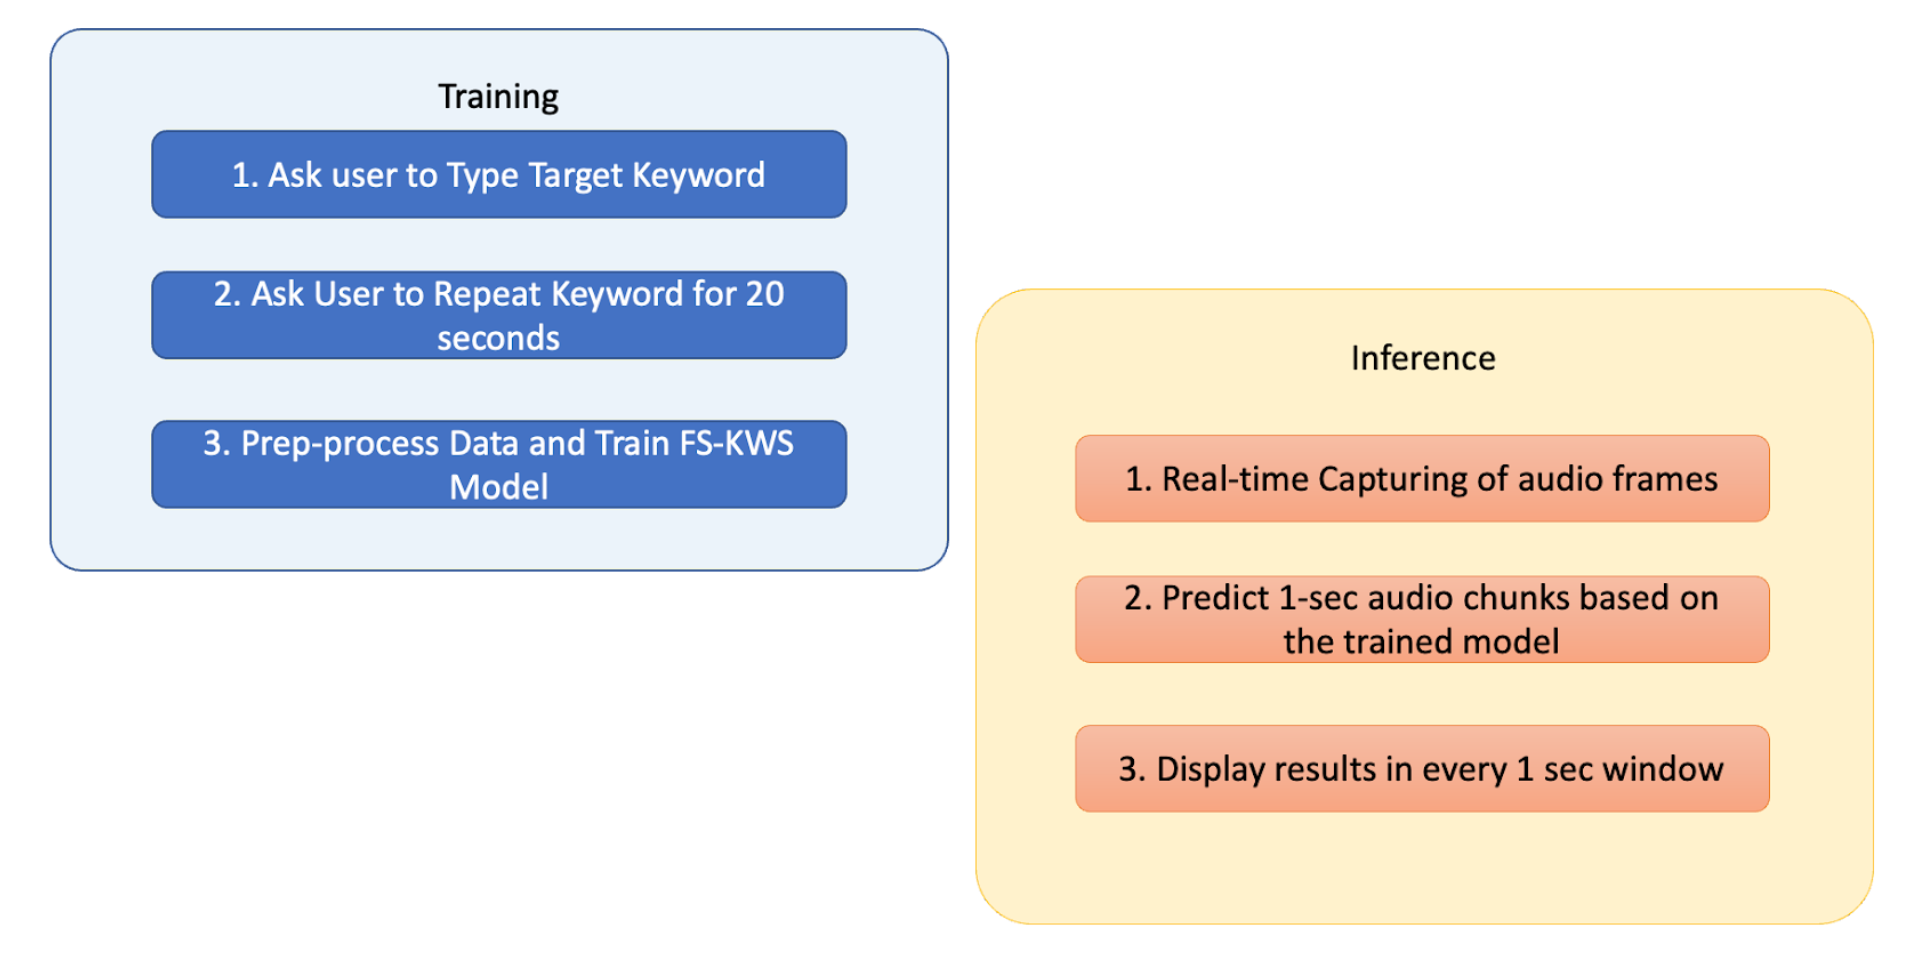 Training
1. Ask user to Type Target Keyword
2. Ask User to Repeat Keyword for 20
seconds
3. Prep-process Data and Train FS-KWS
Model
Inference
1. Real-time Capturing of audio frames
2. Predict 1-sec audio chunks based on
the trained model
3. Display results in every 1 sec window